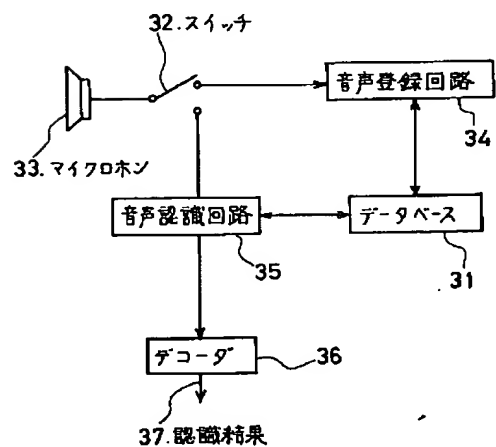 32.スイッチ
音声登録回路
34
33.マイクロホン
音声認識回路
35
データベース
31
デコーダ
36
37.認識結果